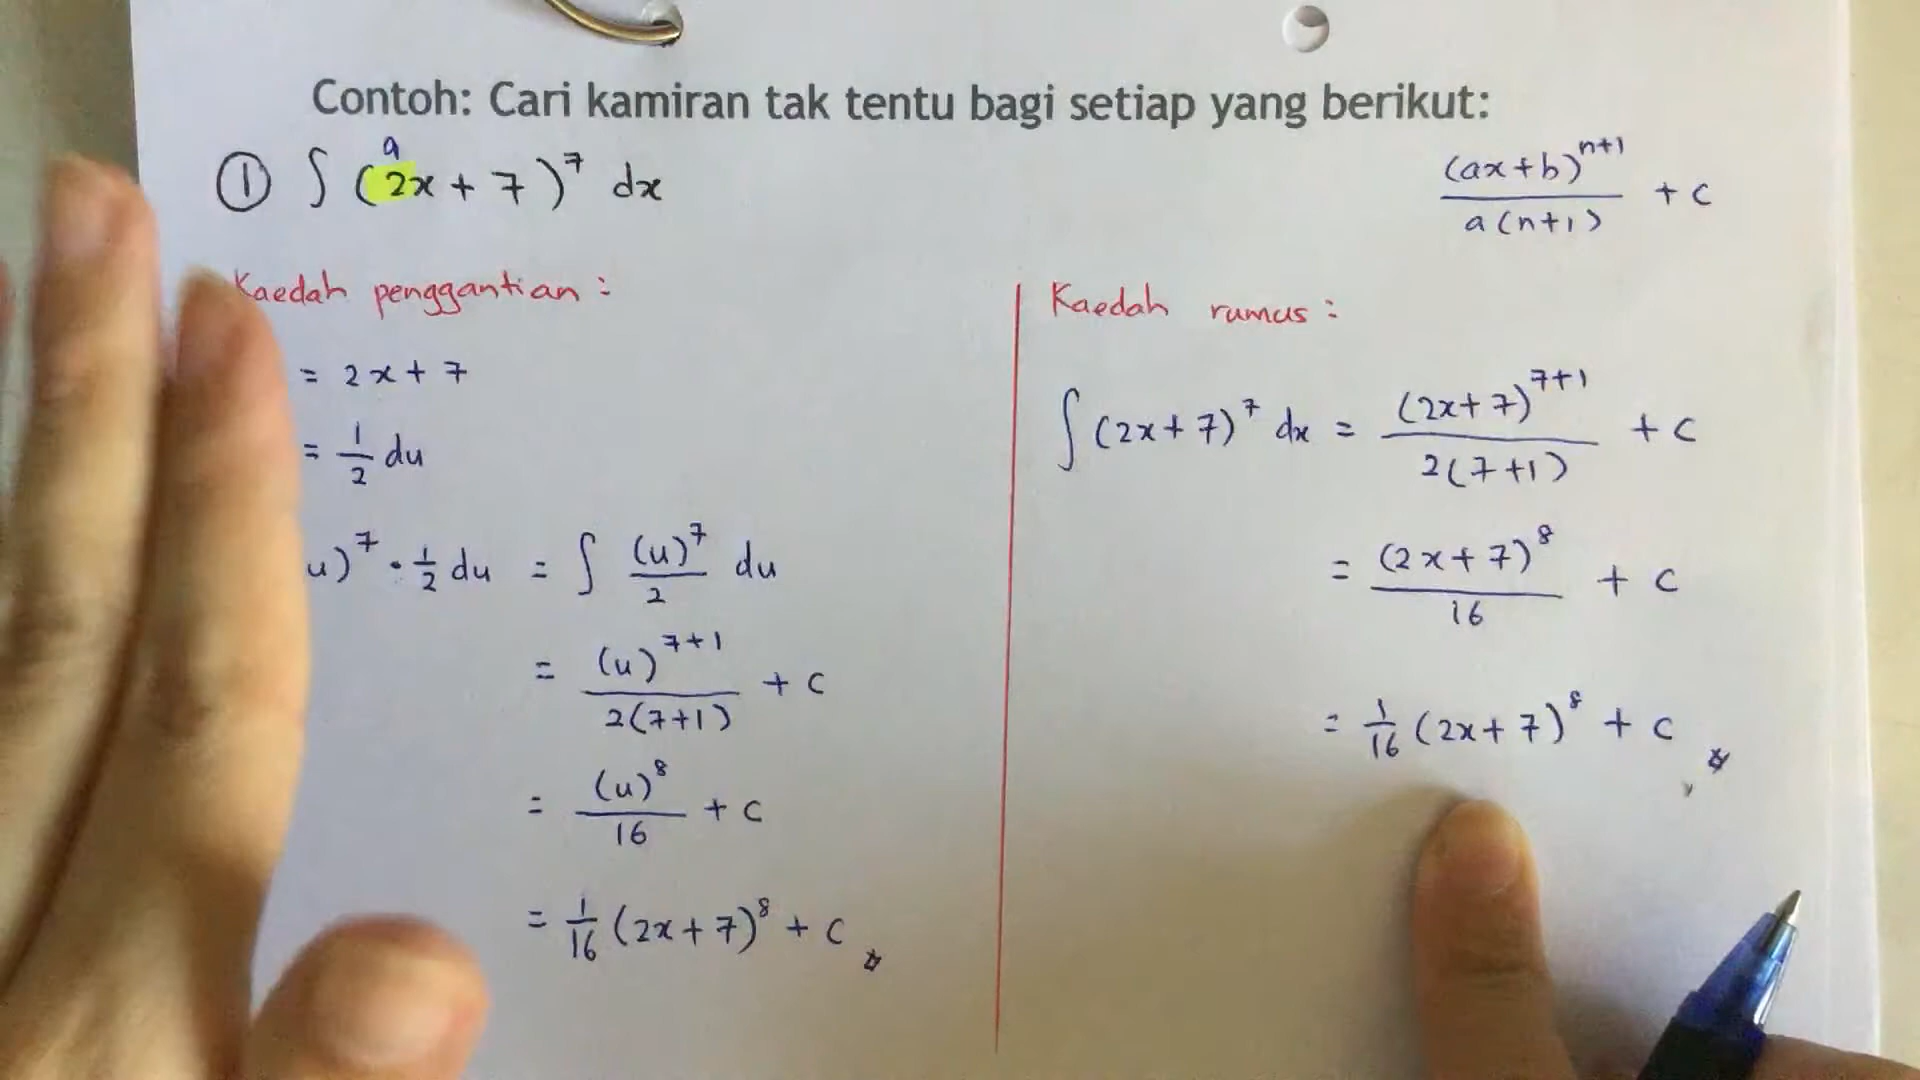 Contoh: Cari kamiran tak tentu bagi setiap yang berikut:
a
① ∫ (2x + 7)⁷ dx
(ax+b)ⁿ⁺¹ / a(n+1) + c
Kaedah penggantian :
= 2x + 7
= 1/2 du
u)⁷ · 1/2 du = ∫ (u)⁷/2 du
= (u)⁷⁺¹ / 2(7+1) + c
= (u)⁸ / 16 + c
= 1/16 (2x+7)⁸ + c
Kaedah rumus :
∫ (2x+7)⁷ dx = (2x+7)⁷⁺¹ / 2(7+1) + c
= (2x+7)⁸ / 16 + c
= 1/16 (2x+7)⁸ + c